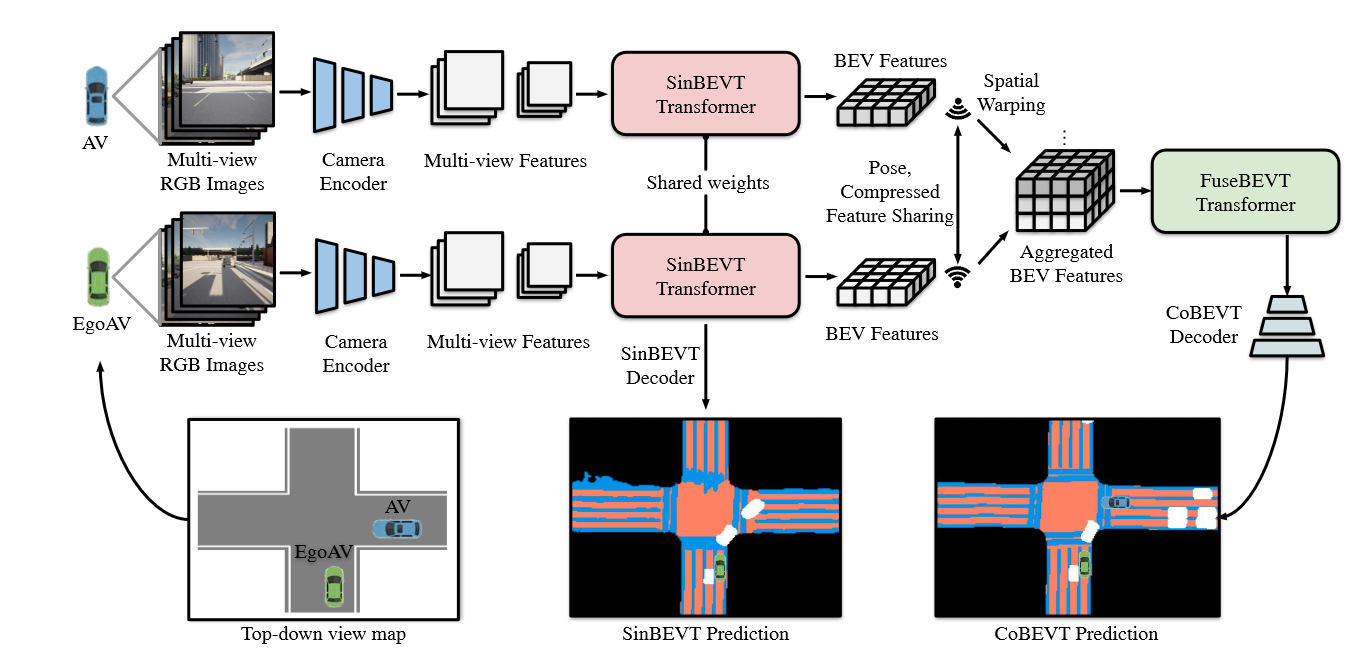 AV
Multi-view
RGB Images
Camera
Encoder
Multi-view Features
SinBEVT
Transformer
BEV Features
Spatial
Warping
Shared weights
Pose,
Compressed
Feature Sharing
Aggregated
BEV Features
FuseBEVT
Transformer
EgoAV
Multi-view
RGB Images
Camera
Encoder
Multi-view Features
SinBEVT
Transformer
BEV Features
SinBEVT
Decoder
CoBEVT
Decoder
AV
EgoAV
Top-down view map
SinBEVT Prediction
CoBEVT Prediction